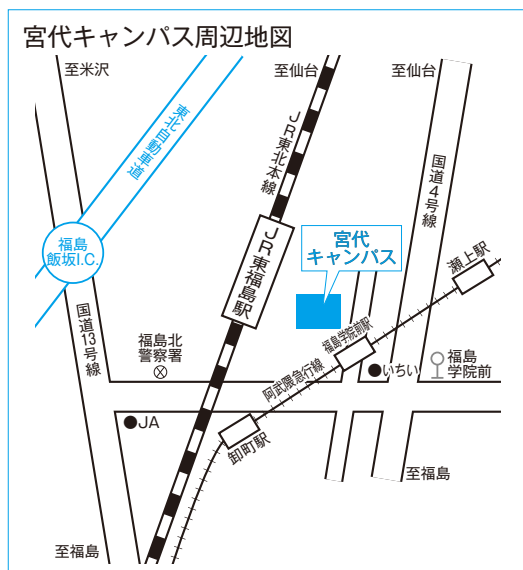 宮代キャンパス周辺地図
至米沢
至仙台
至仙台
東北自動車道
JR東北本線
国道4号線
福島
飯坂I.C.
JR東福島駅
宮代
キャンパス
瀬上駅
国道13号線
福島北
警察署
福島学院前駅
阿武隈急行線
いちい
福島
学院前
JA
卸町駅
至福島
至福島